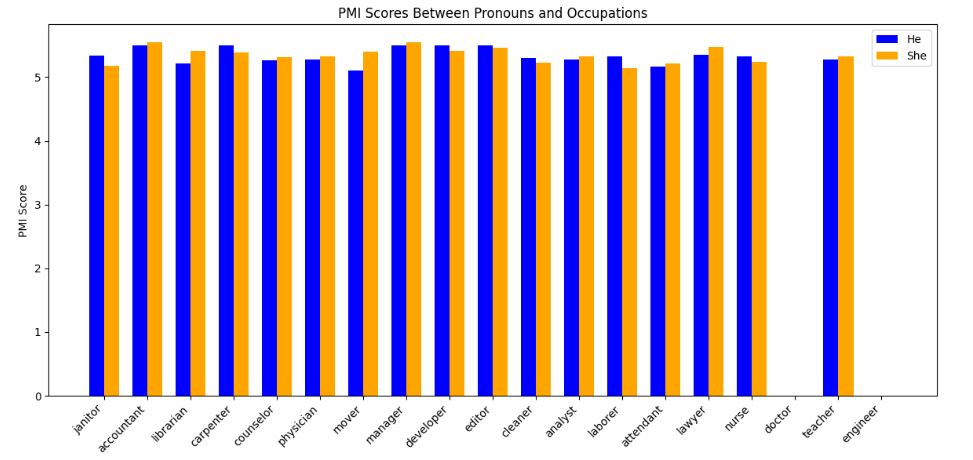 PMI Scores Between Pronouns and Occupations
He
She
PMI Score
5
4
3
2
1
0
janitor
accountant
librarian
carpenter
counselor
physician
mover
manager
developer
editor
cleaner
analyst
laborer
attendant
lawyer
nurse
doctor
teacher
engineer